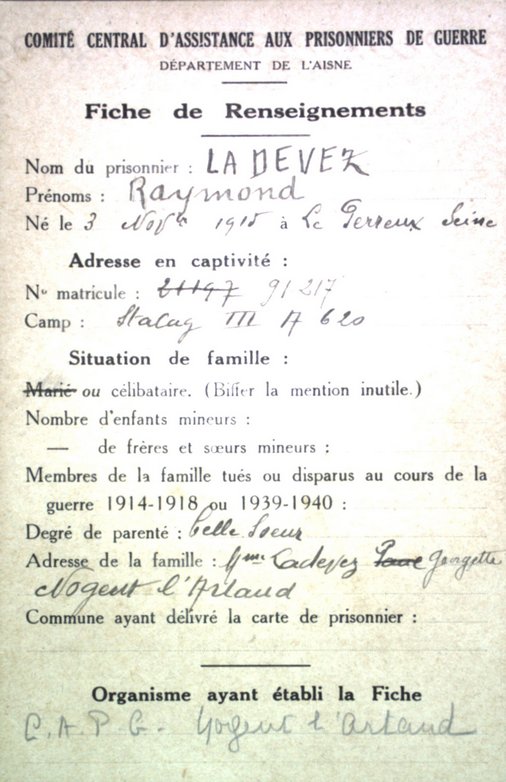 COMITÉ CENTRAL D'ASSISTANCE AUX PRISONNIERS DE GUERRE
DÉPARTEMENT DE L'AISNE
Fiche de Renseignements
Nom du prisonnier : LADEVEZ
Prénoms : Raymond
Né le 3 Novbre 1915 à Le Perreux Seine
Adresse en captivité :
No matricule : 21197 91217
Camp : Stalag III A 620
Situation de famille :
Marié ou célibataire. (Biffer la mention inutile.)
Nombre d'enfants mineurs :
— de frères et sœurs mineurs :
Membres de la famille tués ou disparus au cours de la
guerre 1914-1918 ou 1939-1940 :
Degré de parenté : belle soeur
Adresse de la famille : Mme Ladevez Georgette
Nogent l'Artaud
Commune ayant délivré la carte de prisonnier :
Organisme ayant établi la Fiche
C.A.P.G. Nogent l'Artaud